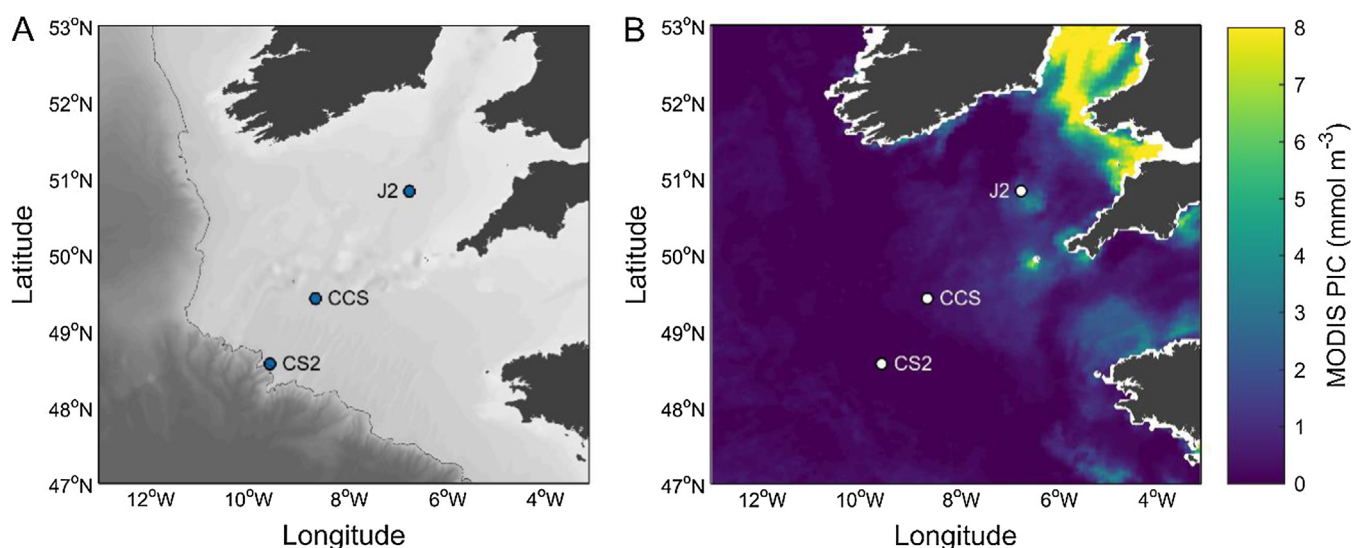 A
53°N
52°N
51°N
50°N
49°N
48°N
47°N
Latitude
J2
CCS
CS2
12°W
10°W
8°W
6°W
4°W
Longitude
B
53°N
52°N
51°N
50°N
49°N
48°N
47°N
Latitude
J2
CCS
CS2
12°W
10°W
8°W
6°W
4°W
Longitude
8
7
6
5
4
3
2
1
0
MODIS PIC (mmol m⁻³)